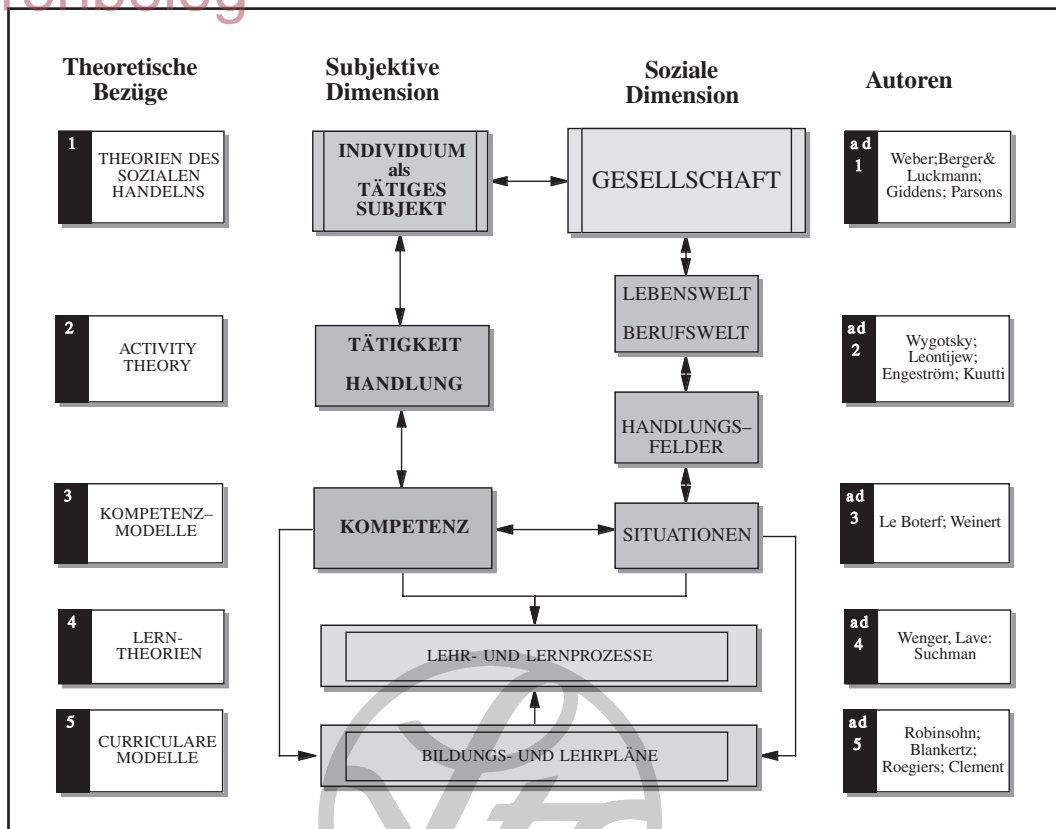 Theoretische
Bezüge
Subjektive
Dimension
Soziale
Dimension
Autoren
1
THEORIEN DES
SOZIALEN
HANDELNS
INDIVIDUUM
als
TÄTIGES
SUBJEKT
GESELLSCHAFT
ad
1
Weber;Berger&
Luckmann;
Giddens; Parsons
LEBENSWELT
BERUFSWELT
2
ACTIVITY
THEORY
TÄTIGKEIT
HANDLUNG
ad
2
Wygotsky;
Leontijew;
Engeström; Kuutti
HANDLUNGS–
FELDER
3
KOMPETENZ–
MODELLE
KOMPETENZ
SITUATIONEN
ad
3
Le Boterf; Weinert
4
LERN-
THEORIEN
LEHR- UND LERNPROZESSE
ad
4
Wenger, Lave:
Suchman
5
CURRICULARE
MODELLE
BILDUNGS- UND LEHRPLÄNE
ad
5
Robinsohn;
Blankertz;
Roegiers; Clement